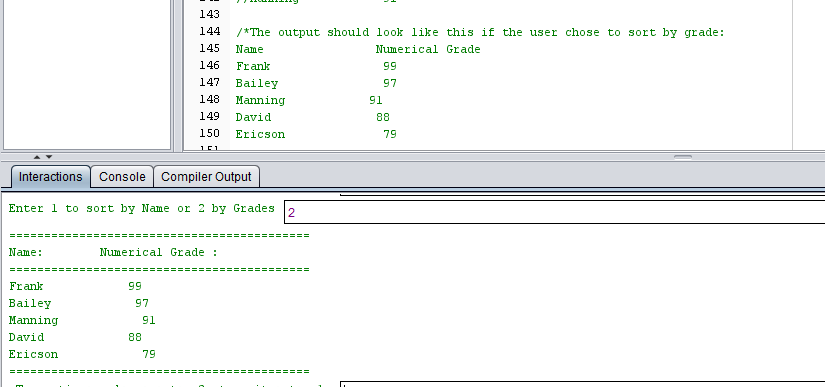 143
144 /*The output should look like this if the user chose to sort by grade:
145 Name Numerical Grade
146 Frank 99
147 Bailey 97
148 Manning 91
149 David 88
150 Ericson 79
Interactions Console Compiler Output
Enter 1 to sort by Name or 2 by Grades 2
===========================================
Name: Numerical Grade :
===========================================
Frank 99
Bailey 97
Manning 91
David 88
Ericson 79
===========================================